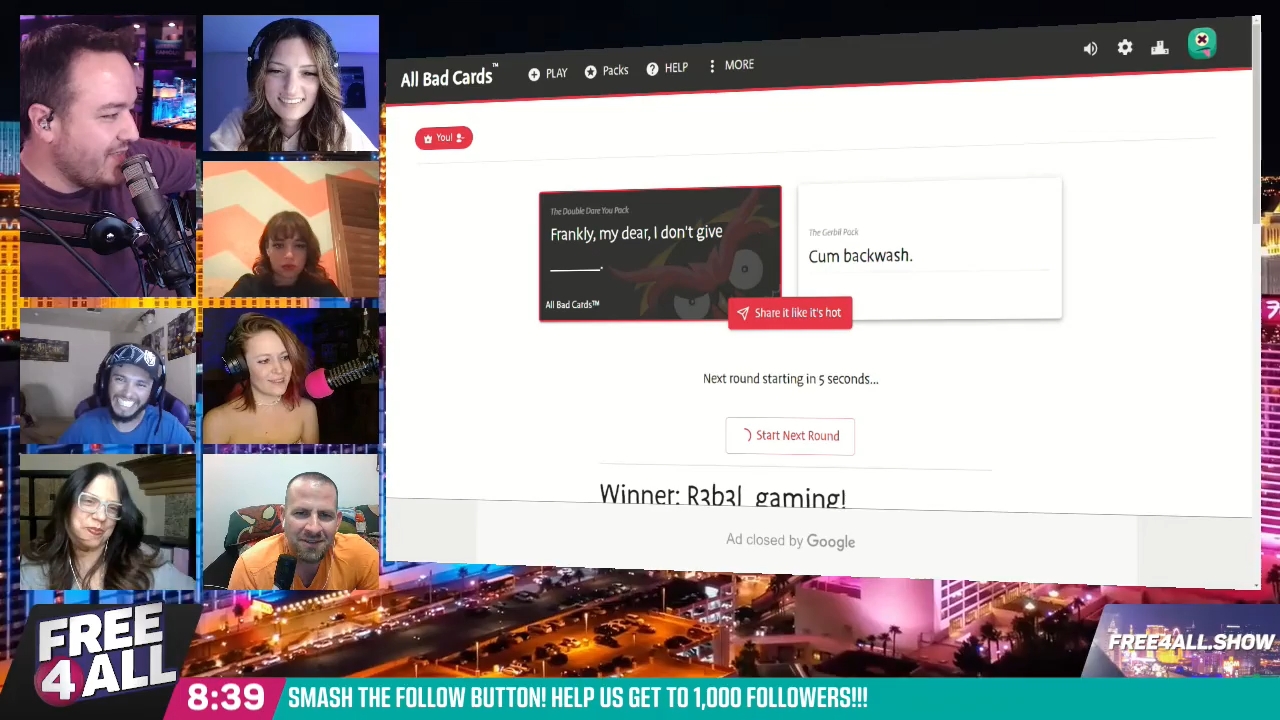 All Bad Cards™
PLAY
Packs
HELP
MORE
You!
The Double Dare You Pack
Frankly, my dear, I don't give
______.
All Bad Cards™
The Gerbil Pack
Cum backwash.
Share it like it's hot
Next round starting in 5 seconds...
Start Next Round
Winner: R3b3l_gaming!
Ad closed by Google
FREE
4 ALL
FREE4ALL.SHOW
8:39
SMASH THE FOLLOW BUTTON! HELP US GET TO 1,000 FOLLOWERS!!!